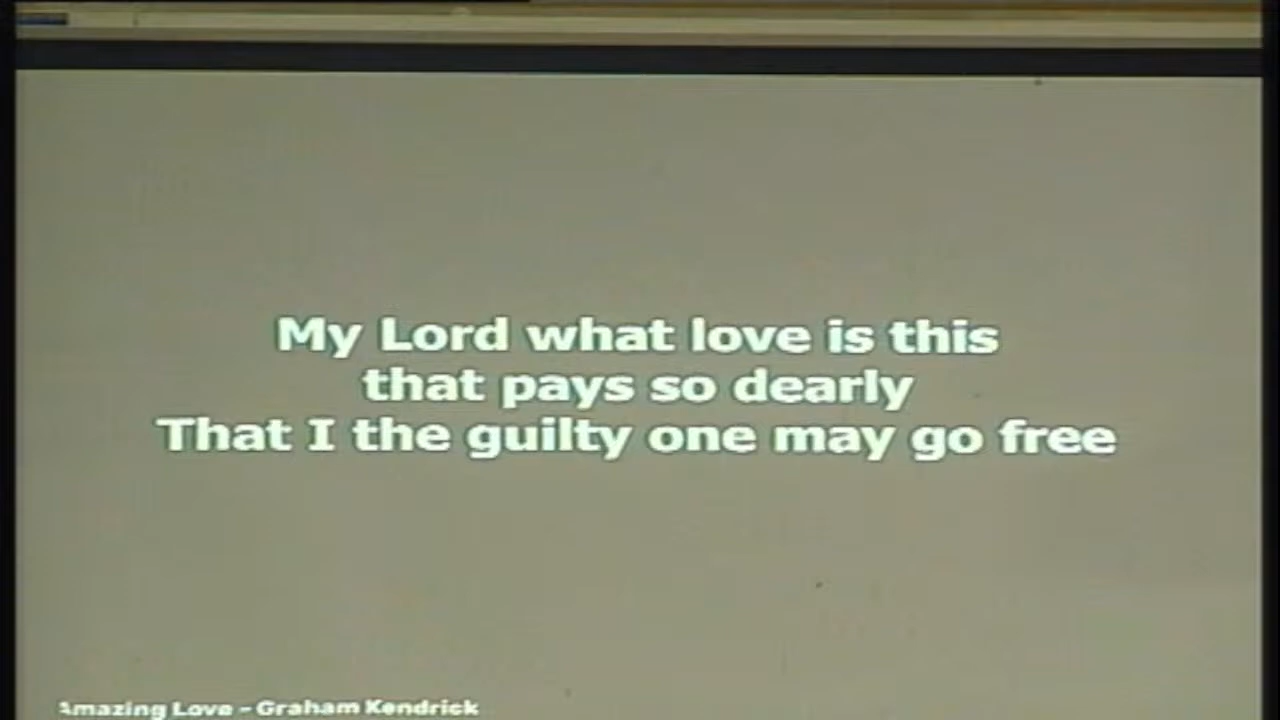 My Lord what love is this
that pays so dearly
That I the guilty one may go free
Amazing Love - Graham Kendrick